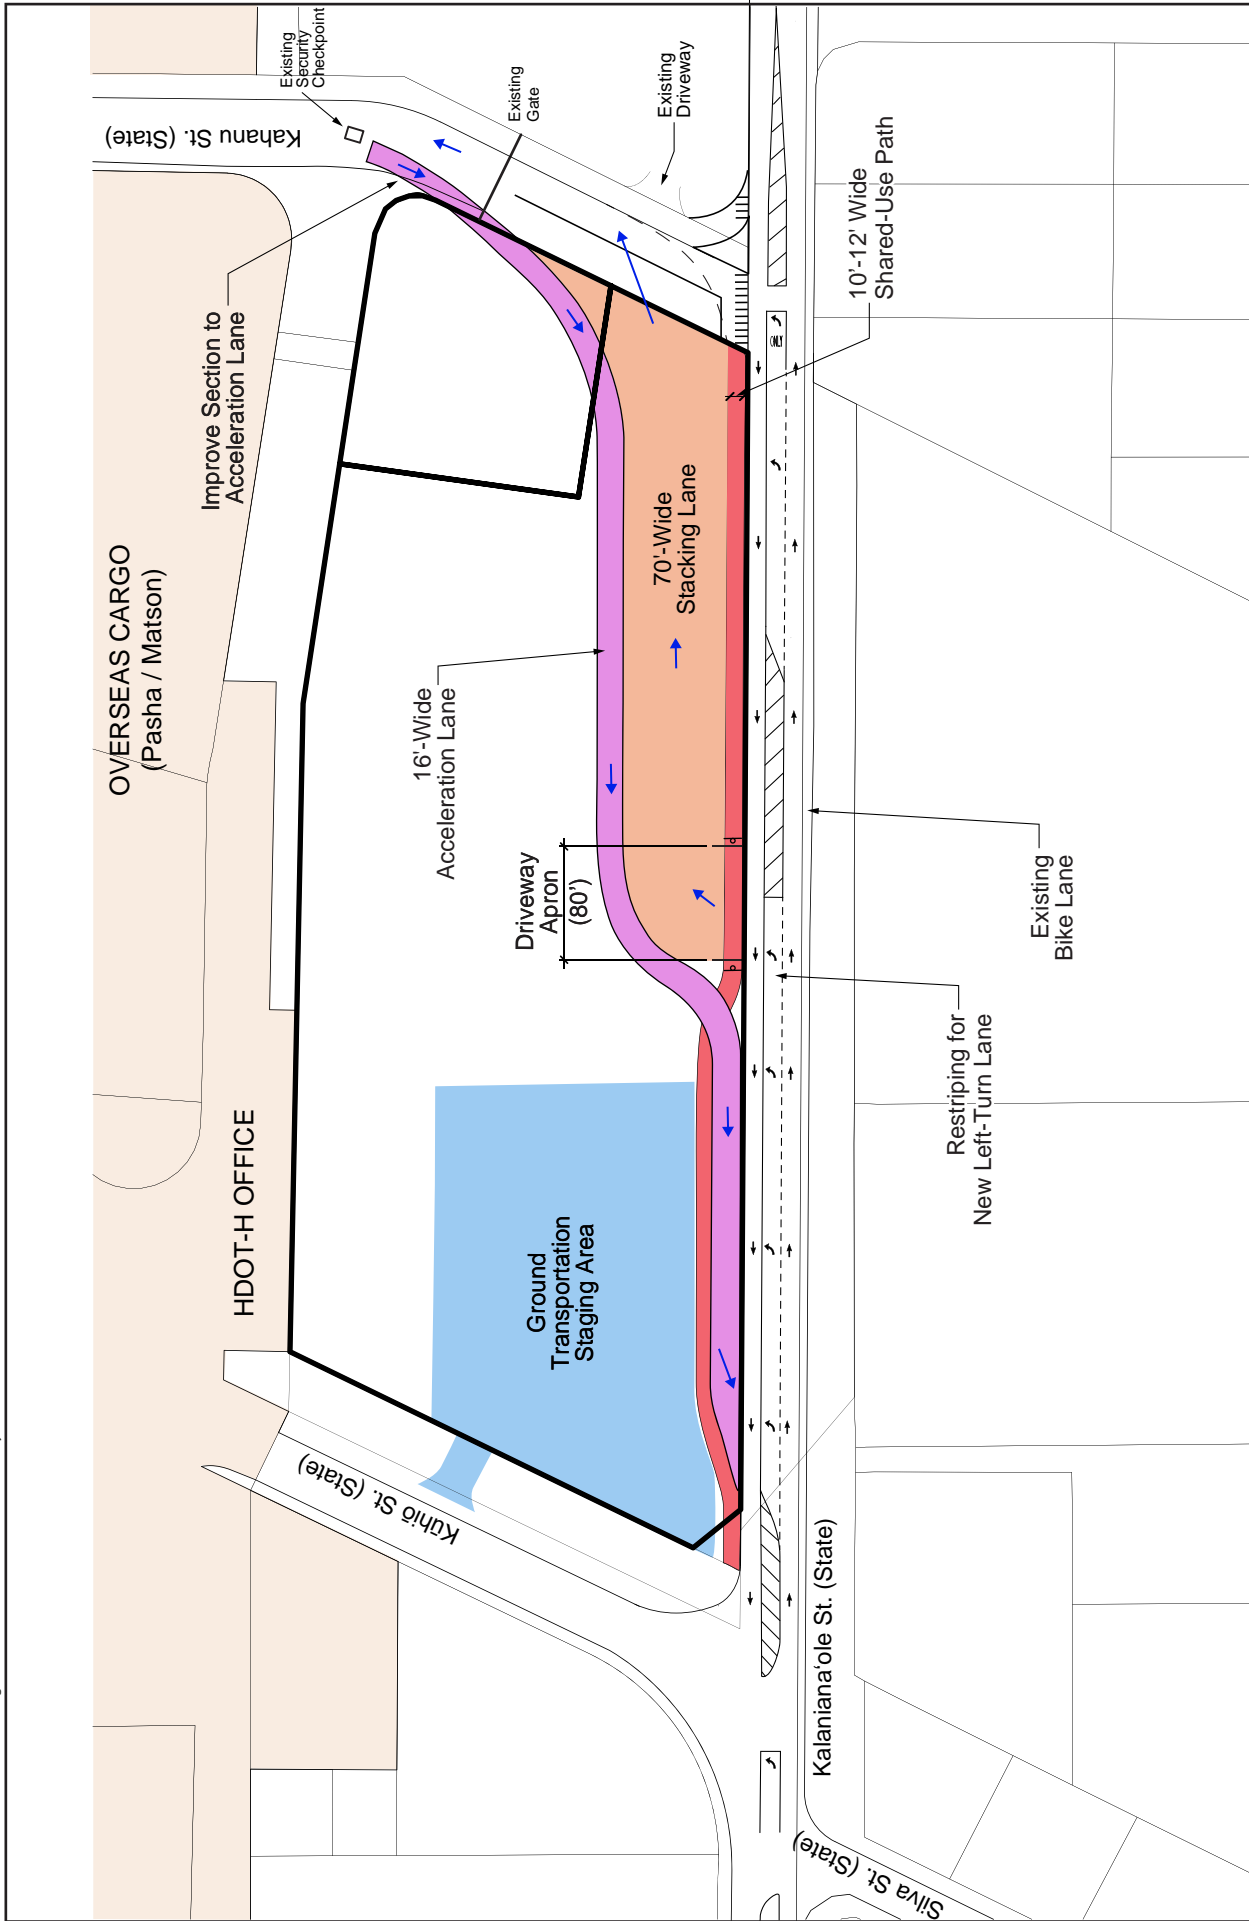 Existing
Security
Checkpoint
Kahanu St. (State)
Existing
Gate
Existing
Driveway
10'-12' Wide
Shared-Use Path
Improve Section to
Acceleration Lane
OVERSEAS CARGO
(Pasha / Matson)
ONLY
70'-Wide
Stacking Lane
16'-Wide
Acceleration Lane
Driveway
Apron
(80')
Existing
Bike Lane
Restriping for
New Left-Turn Lane
HDOT-H OFFICE
Ground
Transportation
Staging Area
Kūhiō St. (State)
Kalaniana‘ole St. (State)
Silva St. (State)